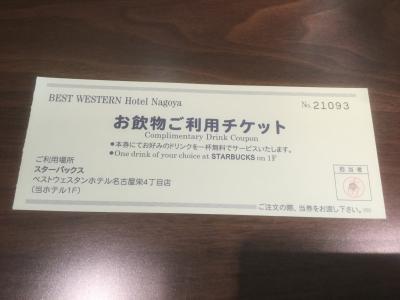 BEST WESTERN Hotel Nagoya
No. 21093
お飲物ご利用チケット
Complimentary Drink Coupon
●本券にてお好みのドリンクを一杯無料でサービスいたします。
●One drink of your choice at STARBUCKS on 1F
ご利用場所
スターバックス
ベストウェスタンホテル名古屋栄4丁目店
(当ホテル1F)
担当者
ご注文の際、当券をお渡し下さい。